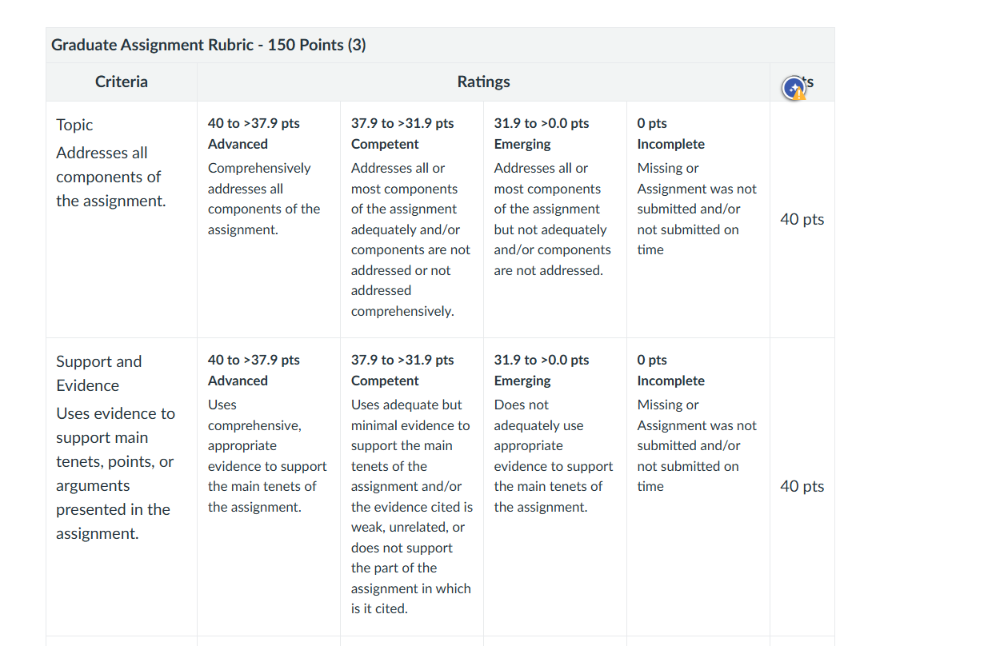 Graduate Assignment Rubric - 150 Points (3)
Criteria
Ratings
Topic
Addresses all
components of
the assignment.
40 to >37.9 pts
Advanced
Comprehensively
addresses all
components of the
assignment.
37.9 to >31.9 pts
Competent
Addresses all or
most components
of the assignment
adequately and/or
components are not
addressed or not
addressed
comprehensively.
31.9 to >0.0 pts
Emerging
Addresses all or
most components
of the assignment
but not adequately
and/or components
are not addressed.
0 pts
Incomplete
Missing or
Assignment was not
submitted and/or
not submitted on
time
40 pts
Support and
Evidence
Uses evidence to
support main
tenets, points, or
arguments
presented in the
assignment.
40 to >37.9 pts
Advanced
Uses
comprehensive,
appropriate
evidence to support
the main tenets of
the assignment.
37.9 to >31.9 pts
Competent
Uses adequate but
minimal evidence to
support the main
tenets of the
assignment and/or
the evidence cited is
weak, unrelated, or
does not support
the part of the
assignment in which
is it cited.
31.9 to >0.0 pts
Emerging
Does not
adequately use
appropriate
evidence to support
the main tenets of
the assignment.
0 pts
Incomplete
Missing or
Assignment was not
submitted and/or
not submitted on
time
40 pts